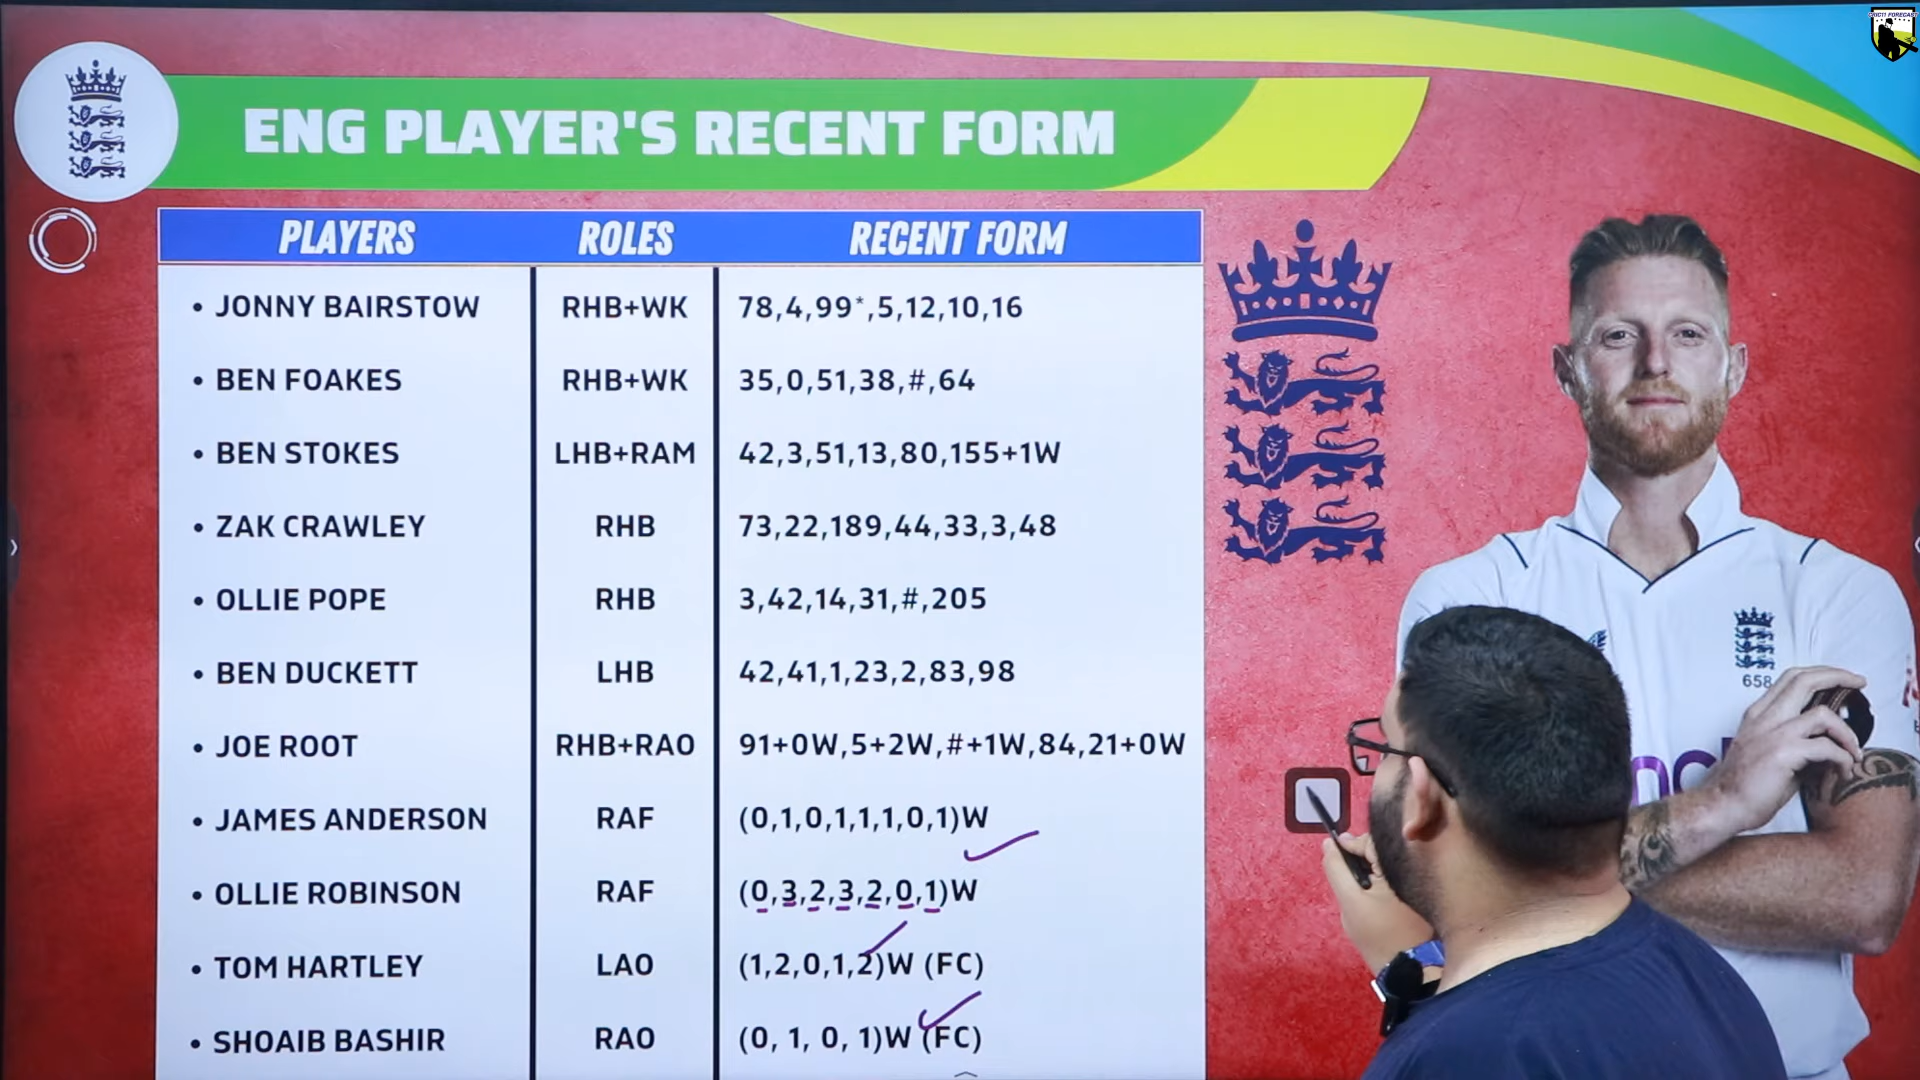 CRIC11 FORECAST
ENG PLAYER'S RECENT FORM
PLAYERS ROLES RECENT FORM
• JONNY BAIRSTOW RHB+WK 78,4,99*,5,12,10,16
• BEN FOAKES RHB+WK 35,0,51,38,#,64
• BEN STOKES LHB+RAM 42,3,51,13,80,155+1W
• ZAK CRAWLEY RHB 73,22,189,44,33,3,48
• OLLIE POPE RHB 3,42,14,31,#,205
• BEN DUCKETT LHB 42,41,1,23,2,83,98
• JOE ROOT RHB+RAO 91+0W,5+2W,#+1W,84,21+0W
• JAMES ANDERSON RAF (0,1,0,1,1,1,0,1)W
• OLLIE ROBINSON RAF (0,3,2,3,2,0,1)W
• TOM HARTLEY LAO (1,2,0,1,2)W (FC)
• SHOAIB BASHIR RAO (0, 1, 0, 1)W (FC)
658